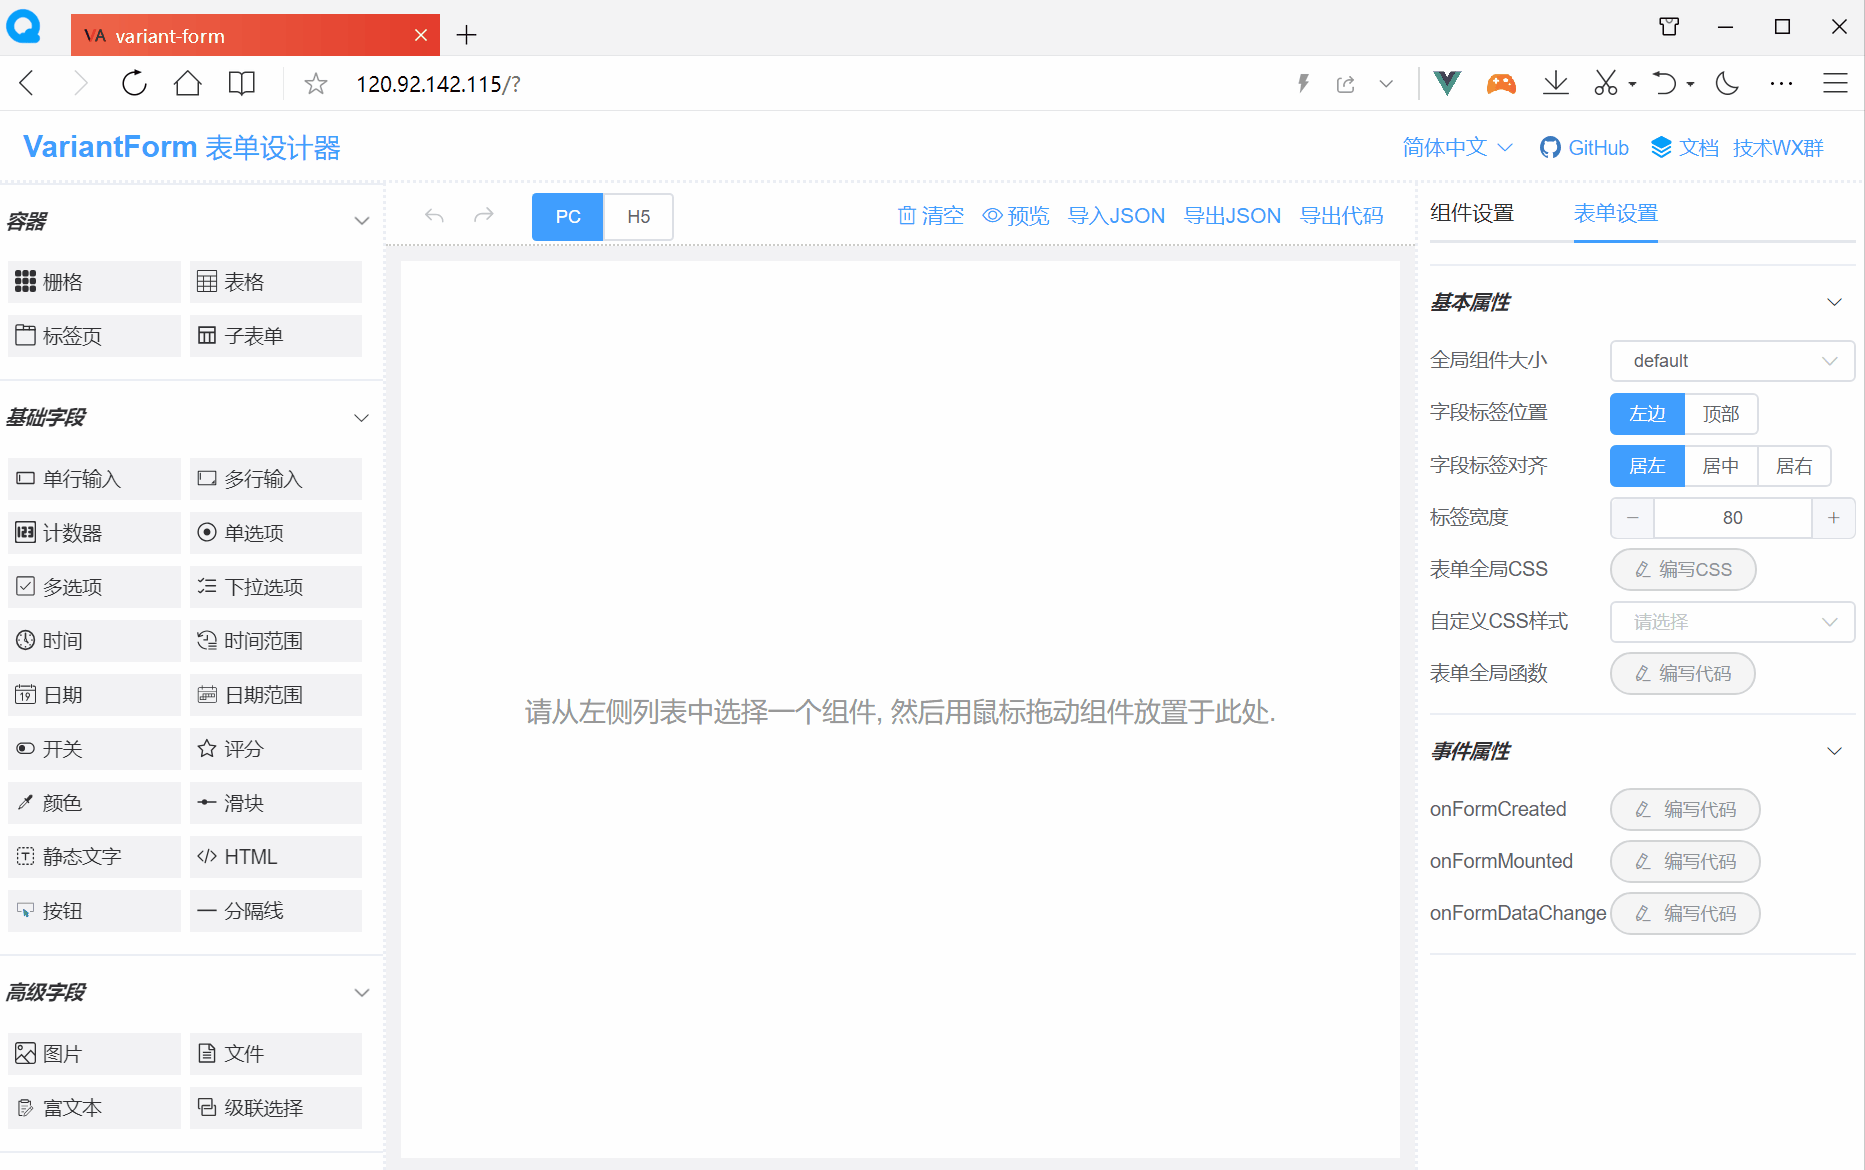 variant-form
120.92.142.115/?
VariantForm 表单设计器
简体中文 GitHub 文档 技术WX群
容器
栅格 表格
标签页 子表单
基础字段
单行输入 多行输入
计数器 单选项
多选项 下拉选项
时间 时间范围
日期 日期范围
开关 评分
颜色 滑块
静态文字 HTML
按钮 分隔线
高级字段
图片 文件
富文本 级联选择
PC H5 清空 预览 导入JSON 导出JSON 导出代码
请从左侧列表中选择一个组件, 然后用鼠标拖动组件放置于此处.
组件设置 表单设置
基本属性
全局组件大小 default
字段标签位置 左边 顶部
字段标签对齐 居左 居中 居右
标签宽度 80
表单全局CSS 编写CSS
自定义CSS样式 请选择
表单全局函数 编写代码
事件属性
onFormCreated 编写代码
onFormMounted 编写代码
onFormDataChange 编写代码